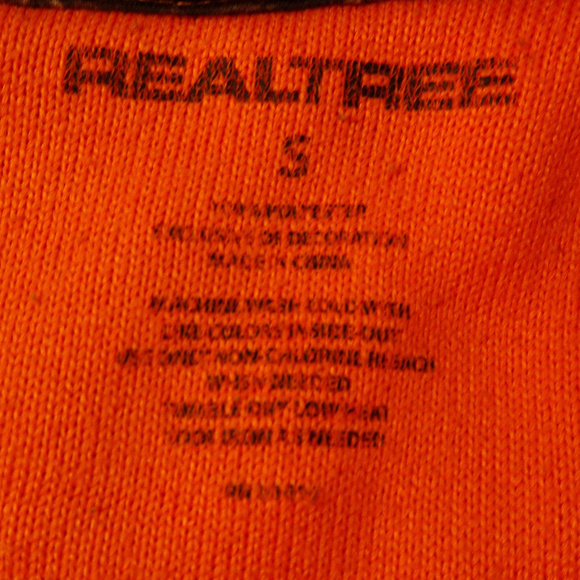 REALTREE
S
100% POLYESTER
EXCLUSIVE OF DECORATION
MADE IN CHINA
MACHINE WASH COLD WITH
LIKE COLORS INSIDE-OUT
USE ONLY NON-CHLORINE BLEACH
WHEN NEEDED
TUMBLE DRY LOW HEAT
COOL IRON AS NEEDED
RN